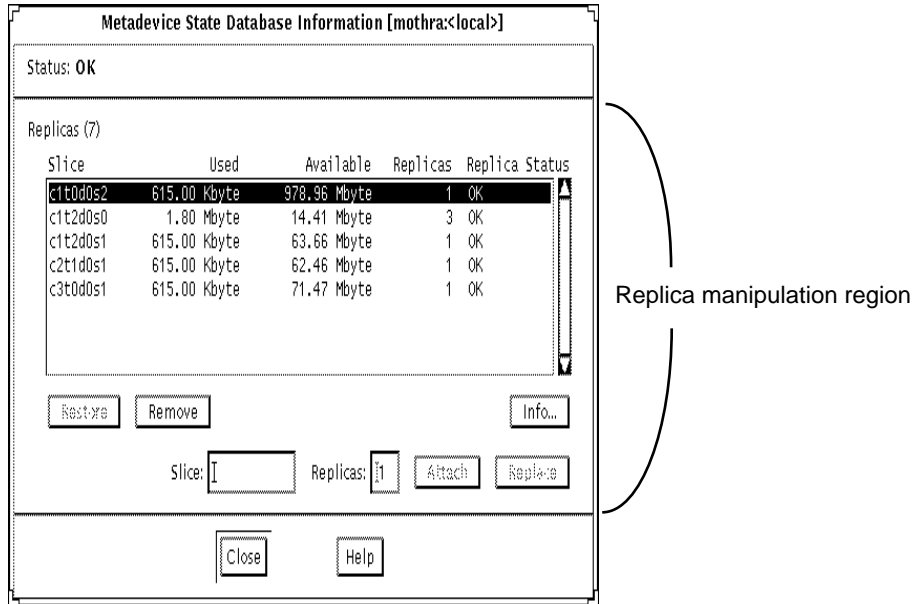 Metadevice State Database Information [mothra:<local>]
Status: OK
Replicas (7)
Slice Used Available Replicas Replica Status
c1t0d0s2 615.00 Kbyte 978.96 Mbyte 1 OK
c1t2d0s0 1.80 Mbyte 14.41 Mbyte 3 OK
c1t2d0s1 615.00 Kbyte 63.66 Mbyte 1 OK
c2t1d0s1 615.00 Kbyte 62.46 Mbyte 1 OK
c3t0d0s1 615.00 Kbyte 71.47 Mbyte 1 OK
Replica manipulation region
Restore Remove Info...
Slice: Replicas: 1 Attach Replace
Close Help